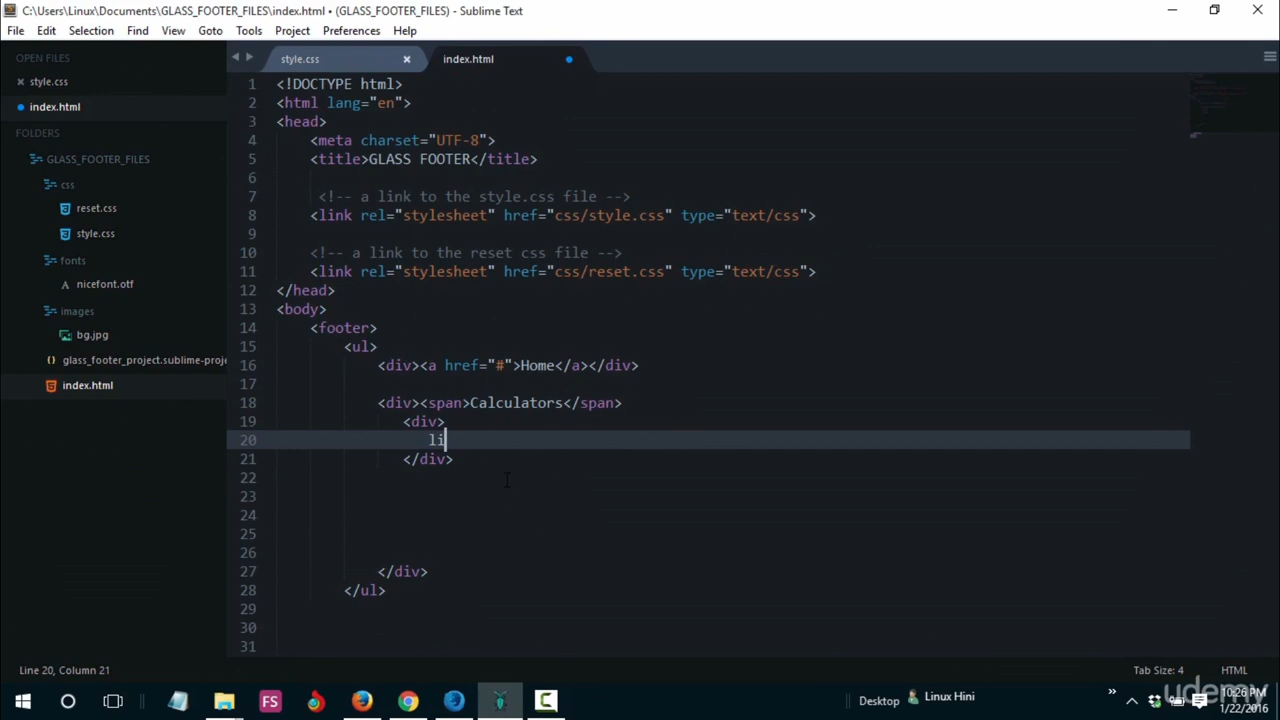 C:\Users\Linux\Documents\GLASS_FOOTER_FILES\index.html • (GLASS_FOOTER_FILES) - Sublime Text
File Edit Selection Find View Goto Tools Project Preferences Help
OPEN FILES
style.css
index.html
FOLDERS
GLASS_FOOTER_FILES
css
reset.css
style.css
fonts
nicefont.otf
images
bg.jpg
glass_footer_project.sublime-proje
index.html
style.css index.html
1 <!DOCTYPE html>
2 <html lang="en">
3 <head>
4 <meta charset="UTF-8">
5 <title>GLASS FOOTER</title>
6
7 <!-- a link to the style.css file -->
8 <link rel="stylesheet" href="css/style.css" type="text/css">
9
10 <!-- a link to the reset css file -->
11 <link rel="stylesheet" href="css/reset.css" type="text/css">
12 </head>
13 <body>
14 <footer>
15 <ul>
16 <div><a href="#">Home</a></div>
17
18 <div><span>Calculators</span>
19 <div>
20 li
21 </div>
22
23
24
25
26
27 </div>
28 </ul>
29
30
31
Line 20, Column 21 Tab Size: 4 HTML
FS Desktop Linux Hini 10:26 PM
1/22/2016
udemy